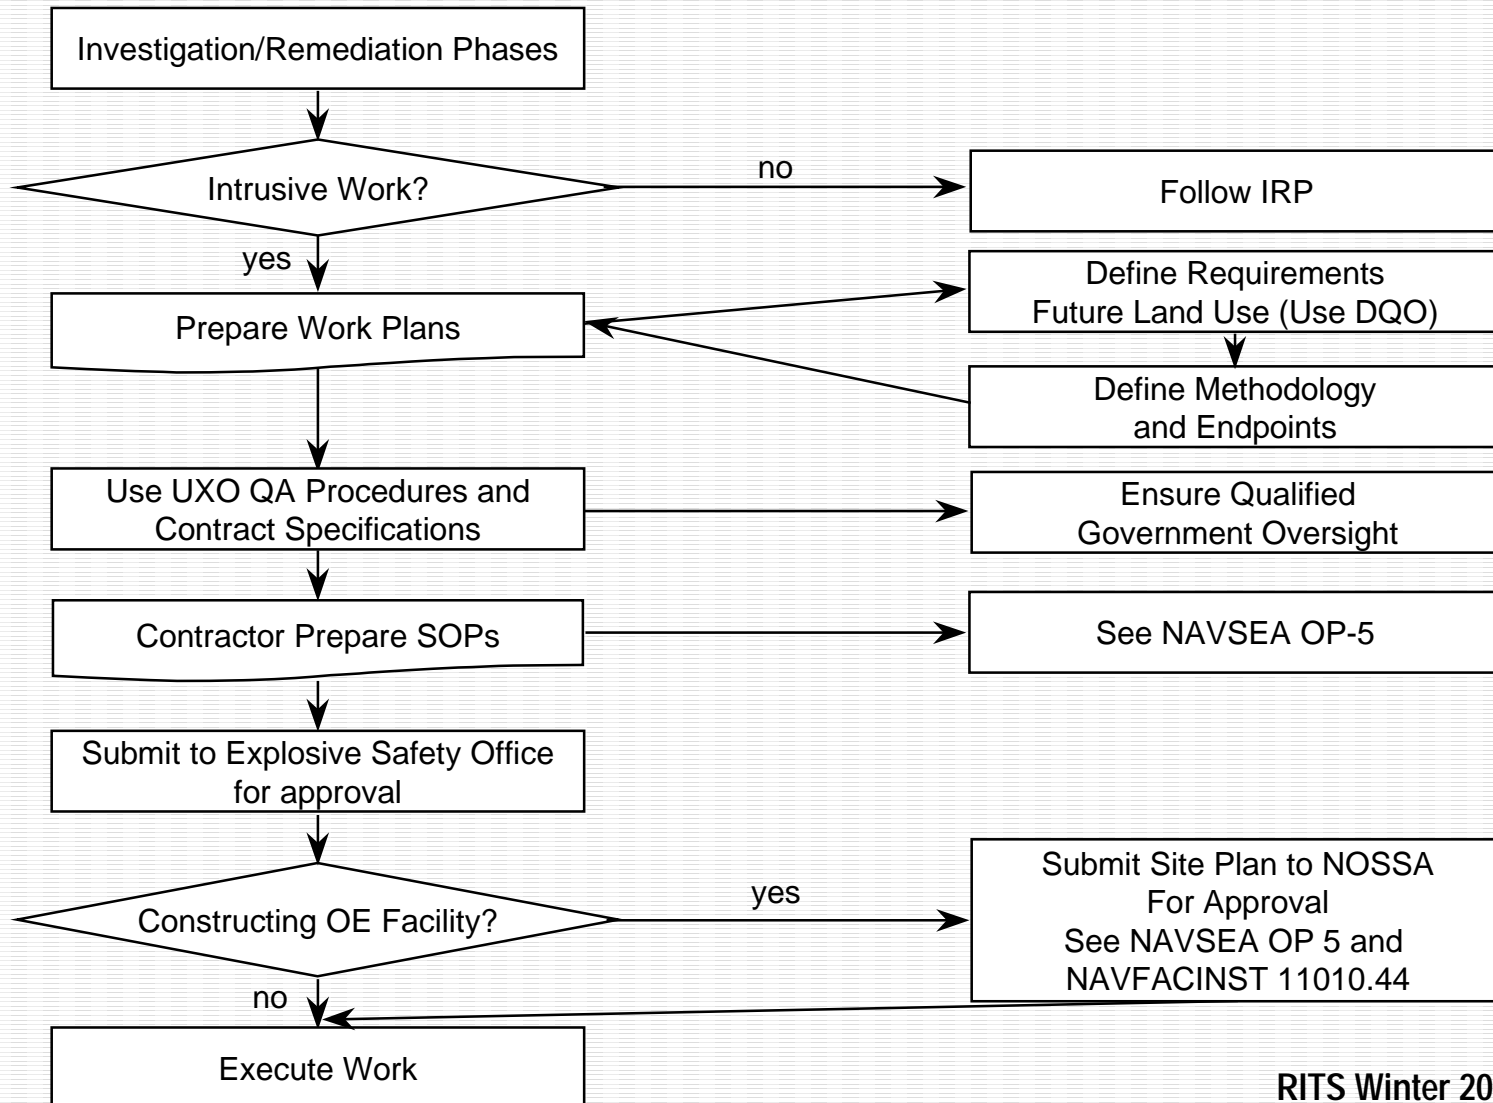 Investigation/Remediation Phases
Intrusive Work?
no
Follow IRP
yes
Prepare Work Plans
Define Requirements
Future Land Use (Use DQO)
Define Methodology
and Endpoints
Use UXO QA Procedures and
Contract Specifications
Ensure Qualified
Government Oversight
Contractor Prepare SOPs
See NAVSEA OP-5
Submit to Explosive Safety Office
for approval
Constructing OE Facility?
yes
Submit Site Plan to NOSSA
For Approval
See NAVSEA OP 5 and
NAVFACINST 11010.44
no
Execute Work
RITS Winter 20